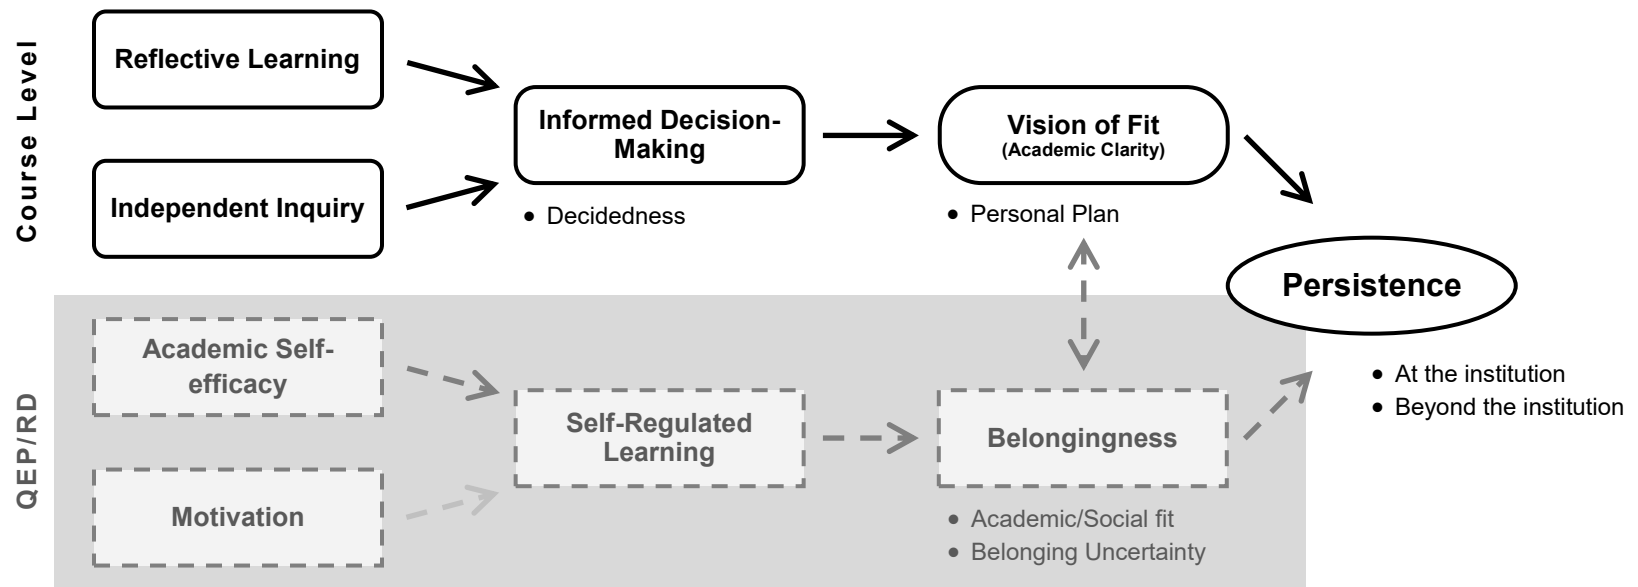 Course Level
Reflective Learning
Independent Inquiry
Informed Decision-
Making
• Decidedness
Vision of Fit
(Academic Clarity)
• Personal Plan
Persistence
• At the institution
• Beyond the institution
QEP/RD
Academic Self-
efficacy
Motivation
Self-Regulated
Learning
Belongingness
• Academic/Social fit
• Belonging Uncertainty